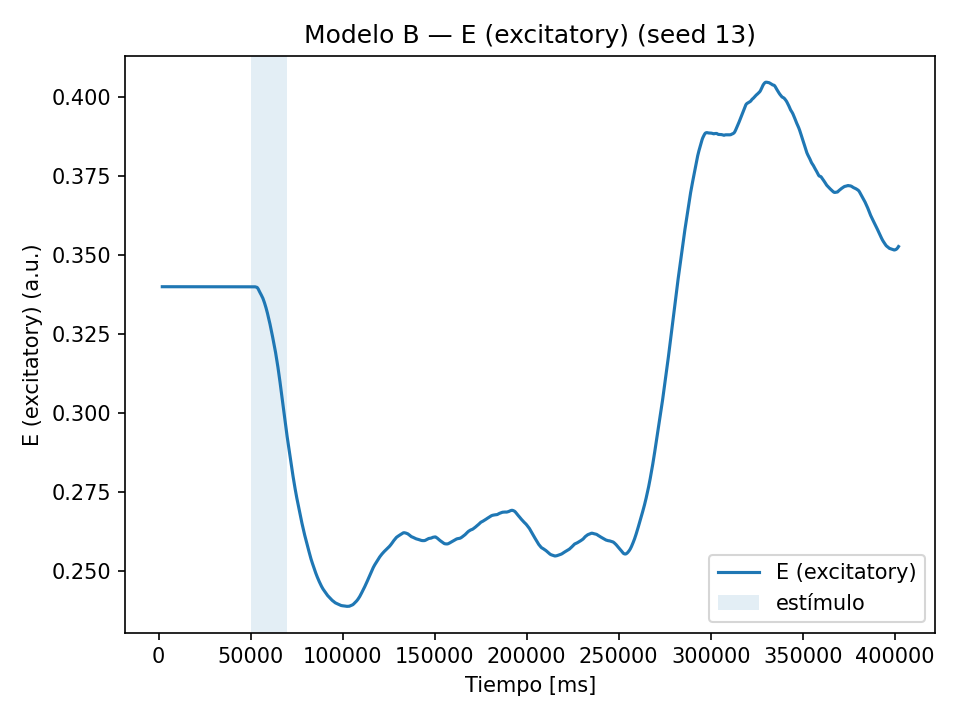 Modelo B — E (excitatory) (seed 13)
E (excitatory) (a.u.)
0.400
0.375
0.350
0.325
0.300
0.275
0.250
E (excitatory)
estímulo
0 50000 100000 150000 200000 250000 300000 350000 400000
Tiempo [ms]